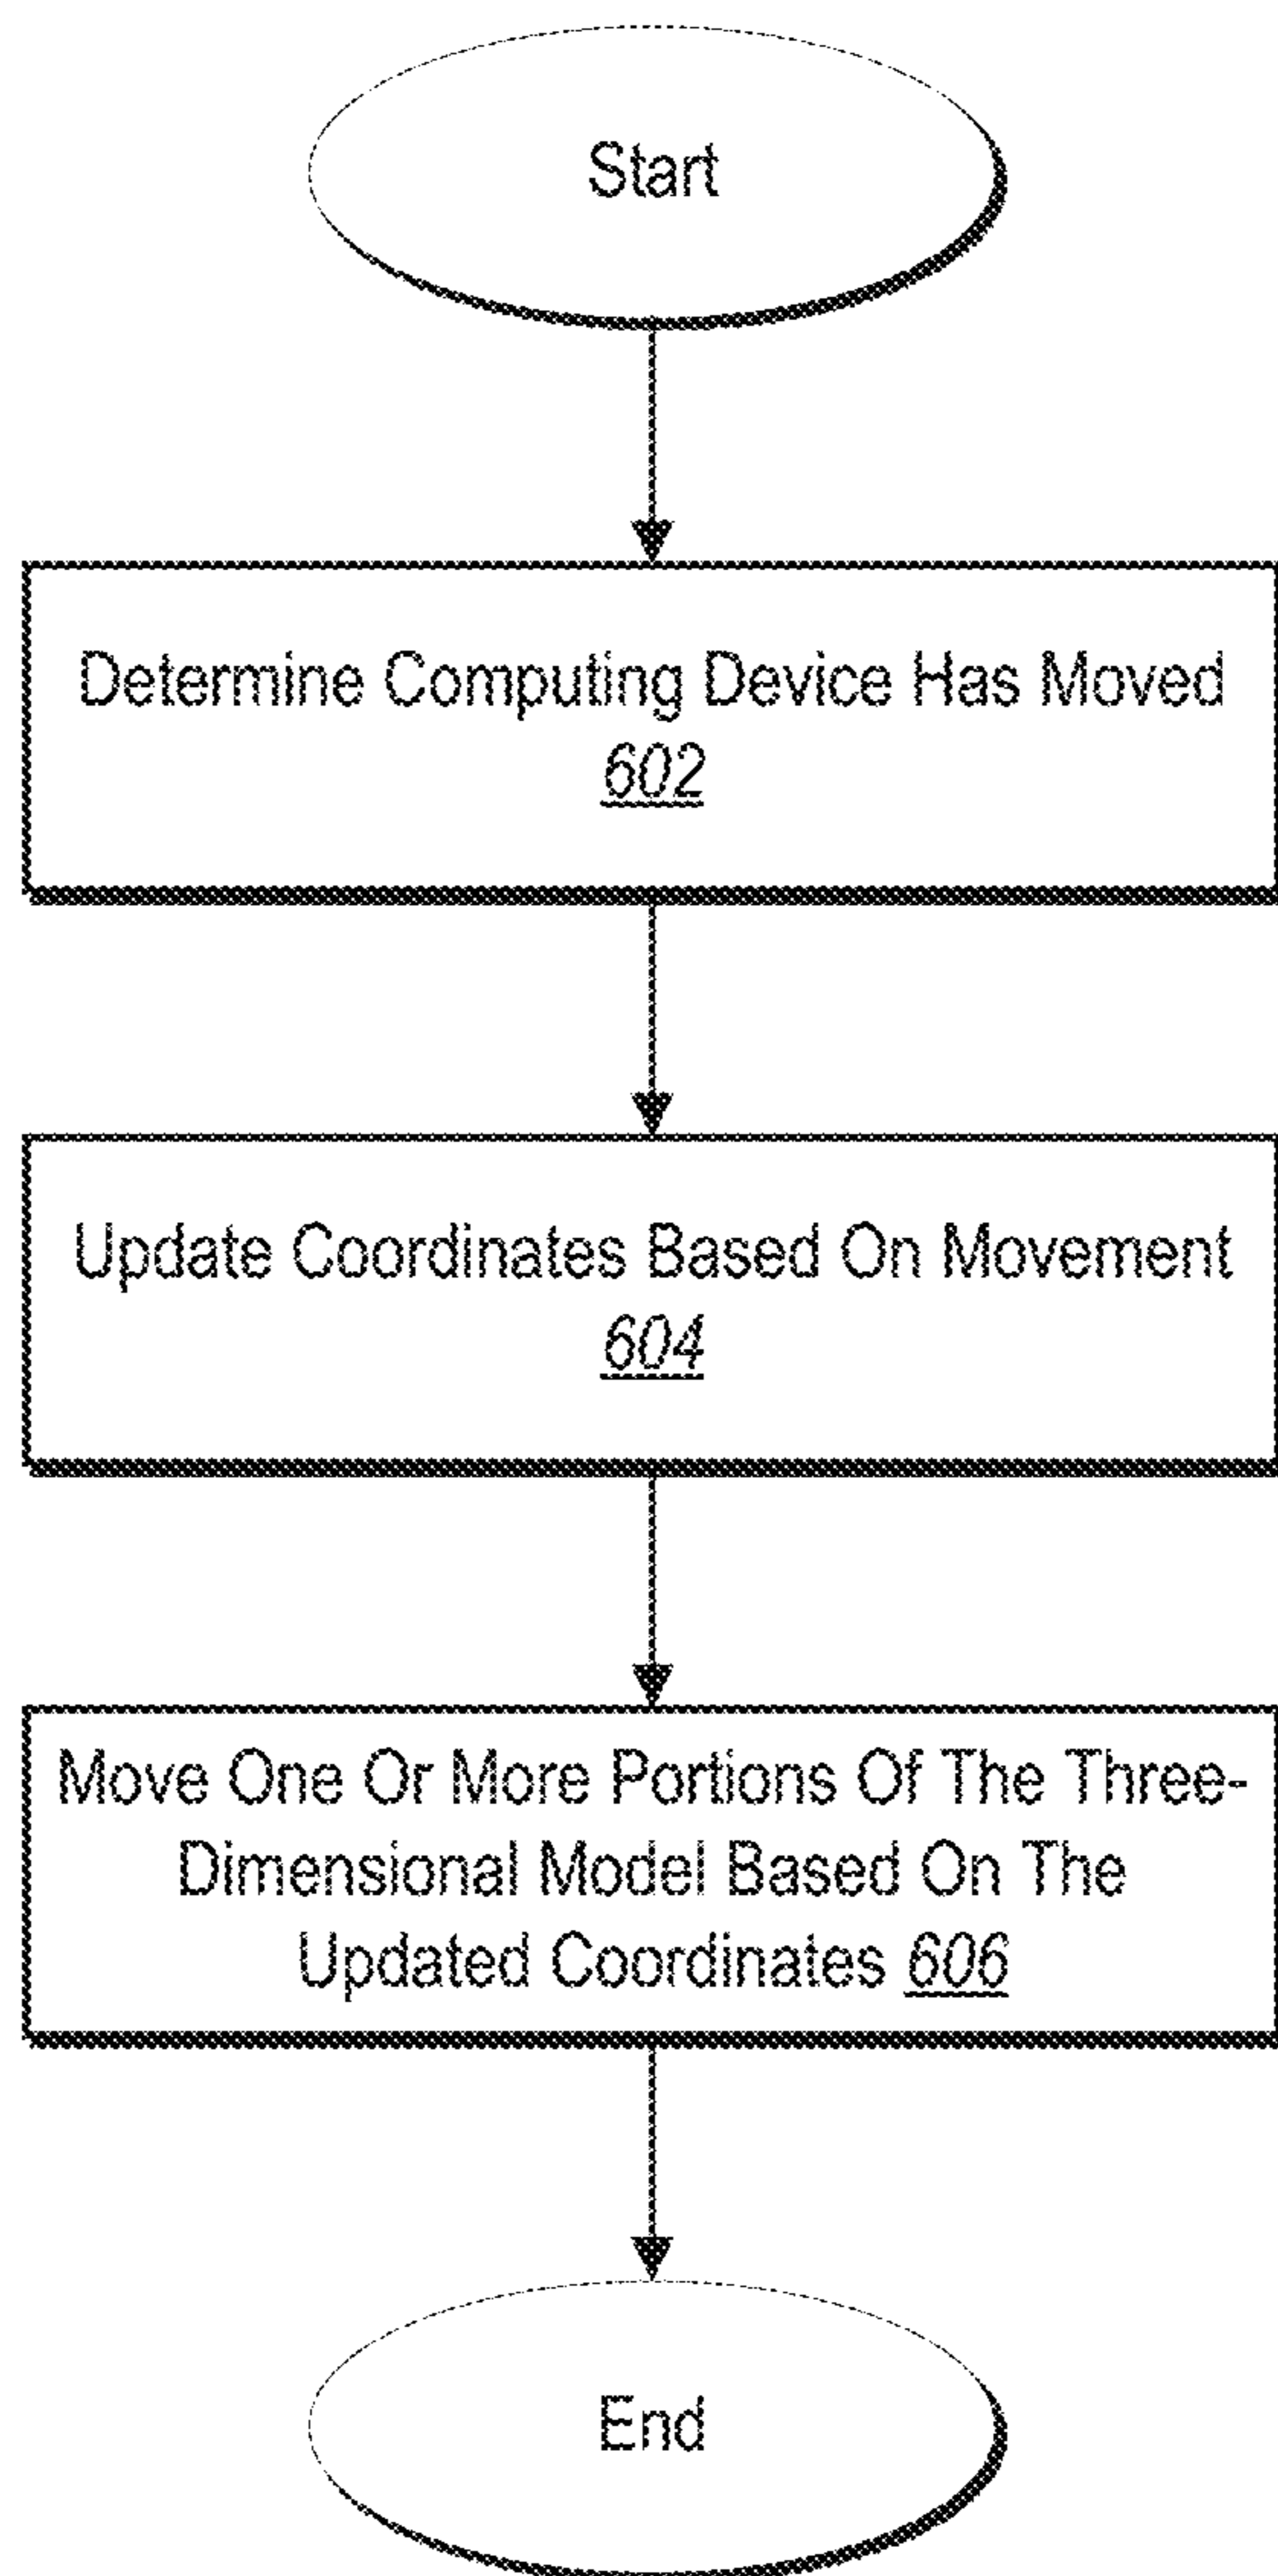 Start
Determine Computing Device Has Moved
602
Update Coordinates Based On Movement
604
Move One Or More Portions Of The Three-
Dimensional Model Based On The
Updated Coordinates 606
End